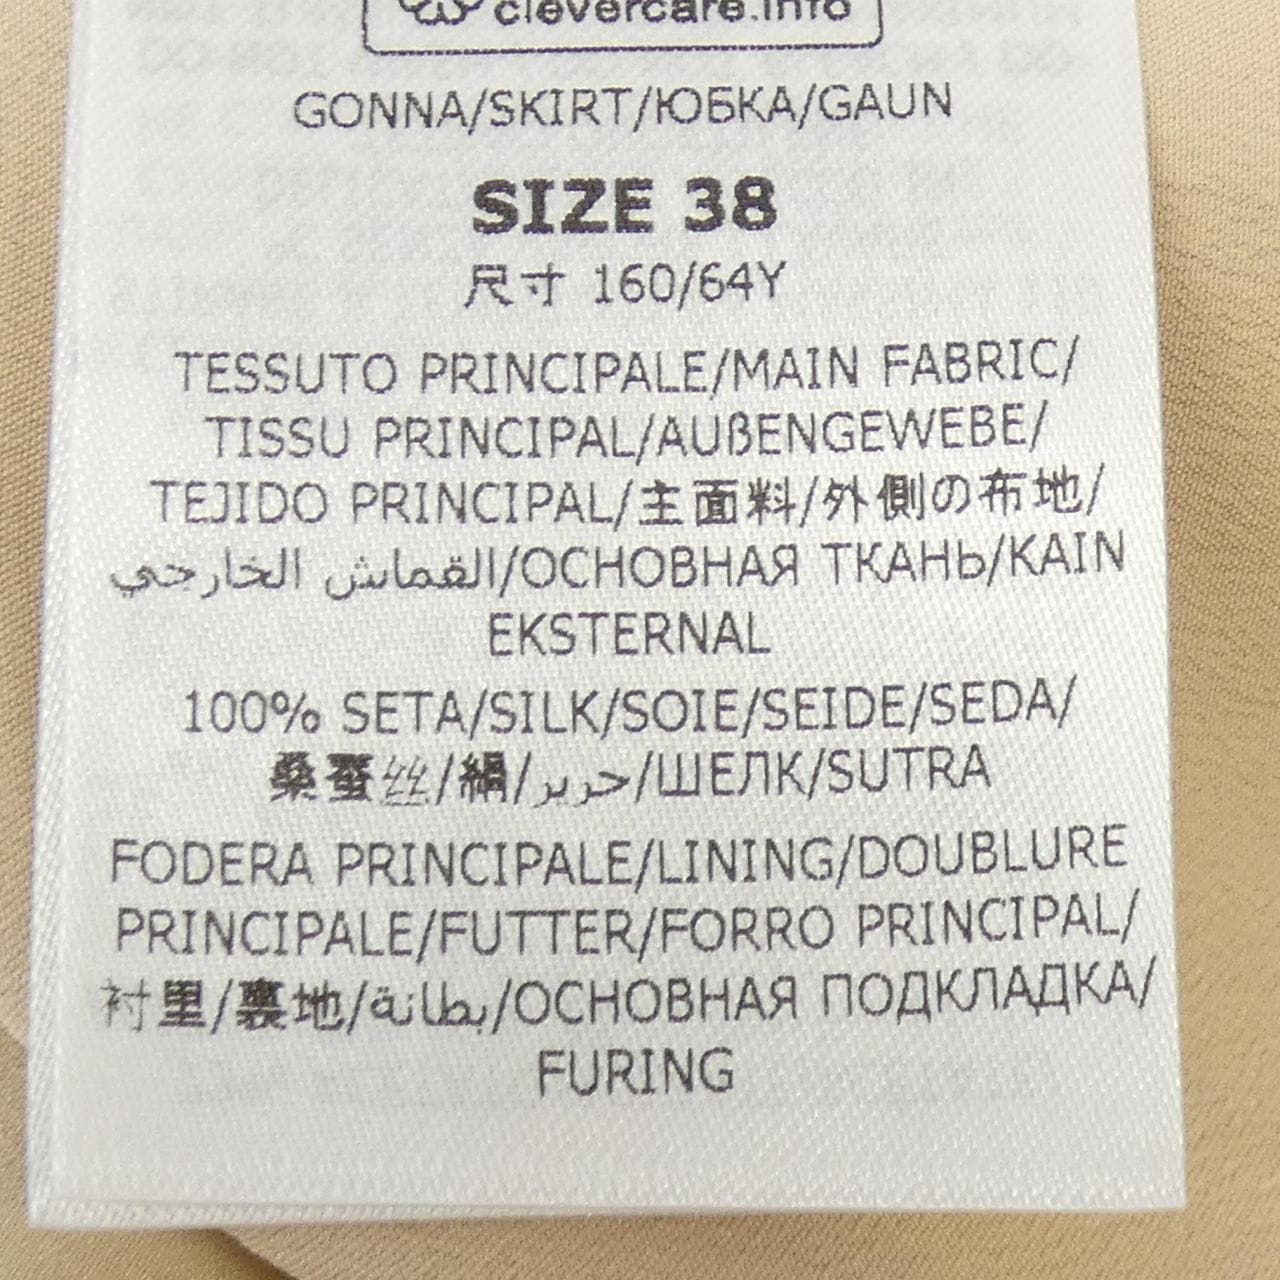 clevercare.info
GONNA/SKIRT/ЮБКА/GAUN
SIZE 38
尺寸 160/64Y
TESSUTO PRINCIPALE/MAIN FABRIC/
TISSU PRINCIPAL/AUßENGEWEBE/
TEJIDO PRINCIPAL/主面料/外側の布地/
القماش الخارجي/ОСНОВНАЯ ТКАНЬ/KAIN
EKSTERNAL
100% SETA/SILK/SOIE/SEIDE/SEDA/
桑蚕丝/絹/حرير/ШЕЛК/SUTRA
FODERA PRINCIPALE/LINING/DOUBLURE
PRINCIPALE/FUTTER/FORRO PRINCIPAL/
衬里/裏地/بطانة/ОСНОВНАЯ ПОДКЛАДКА/
FURING